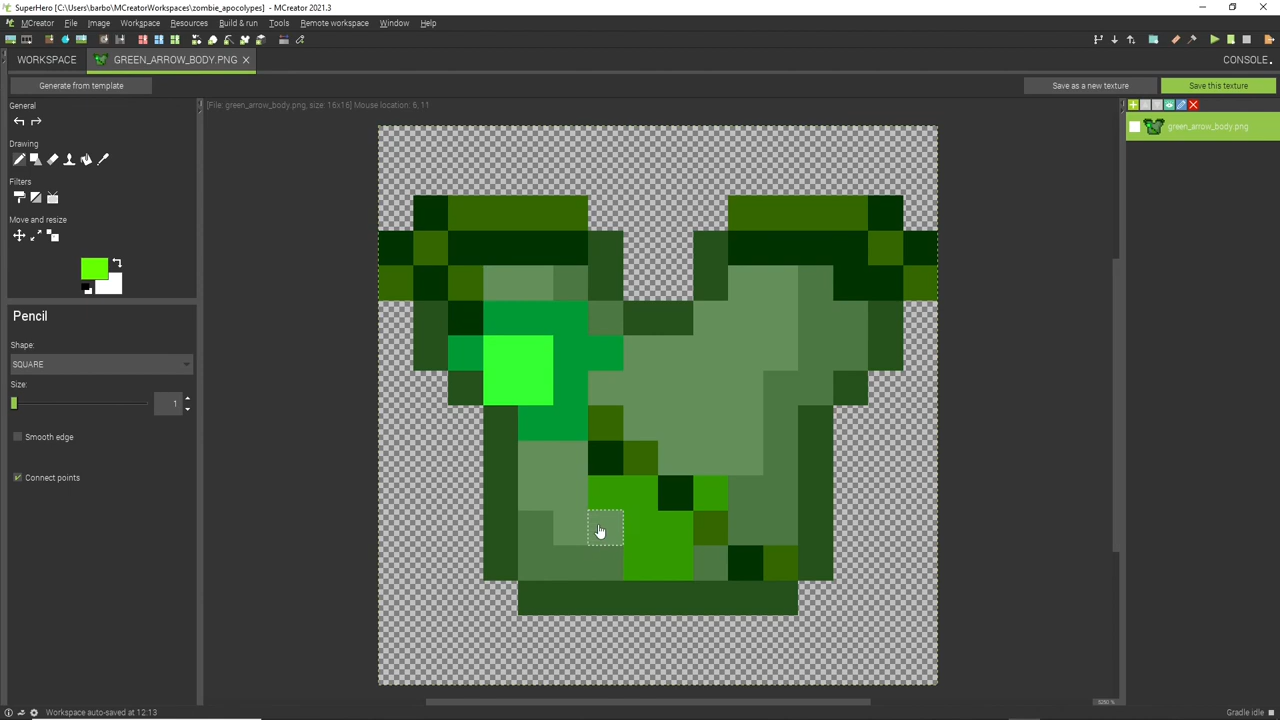 SuperHero [C:\Users\barbo\MCreatorWorkspaces\zombie_apocolypes] - MCreator 2021.3
MCreator File Image Workspace Resources Build & run Tools Remote workspace Window Help
WORKSPACE GREEN_ARROW_BODY.PNG CONSOLE
Generate from template Save as a new texture Save this texture
General [File: green_arrow_body.png, size: 16x16] Mouse location: 6, 11
green_arrow_body.png
Drawing
Filters
Move and resize
Pencil
Shape:
SQUARE
Size:
1
Smooth edge
Connect points
Workspace auto-saved at 12:13 Gradle idle